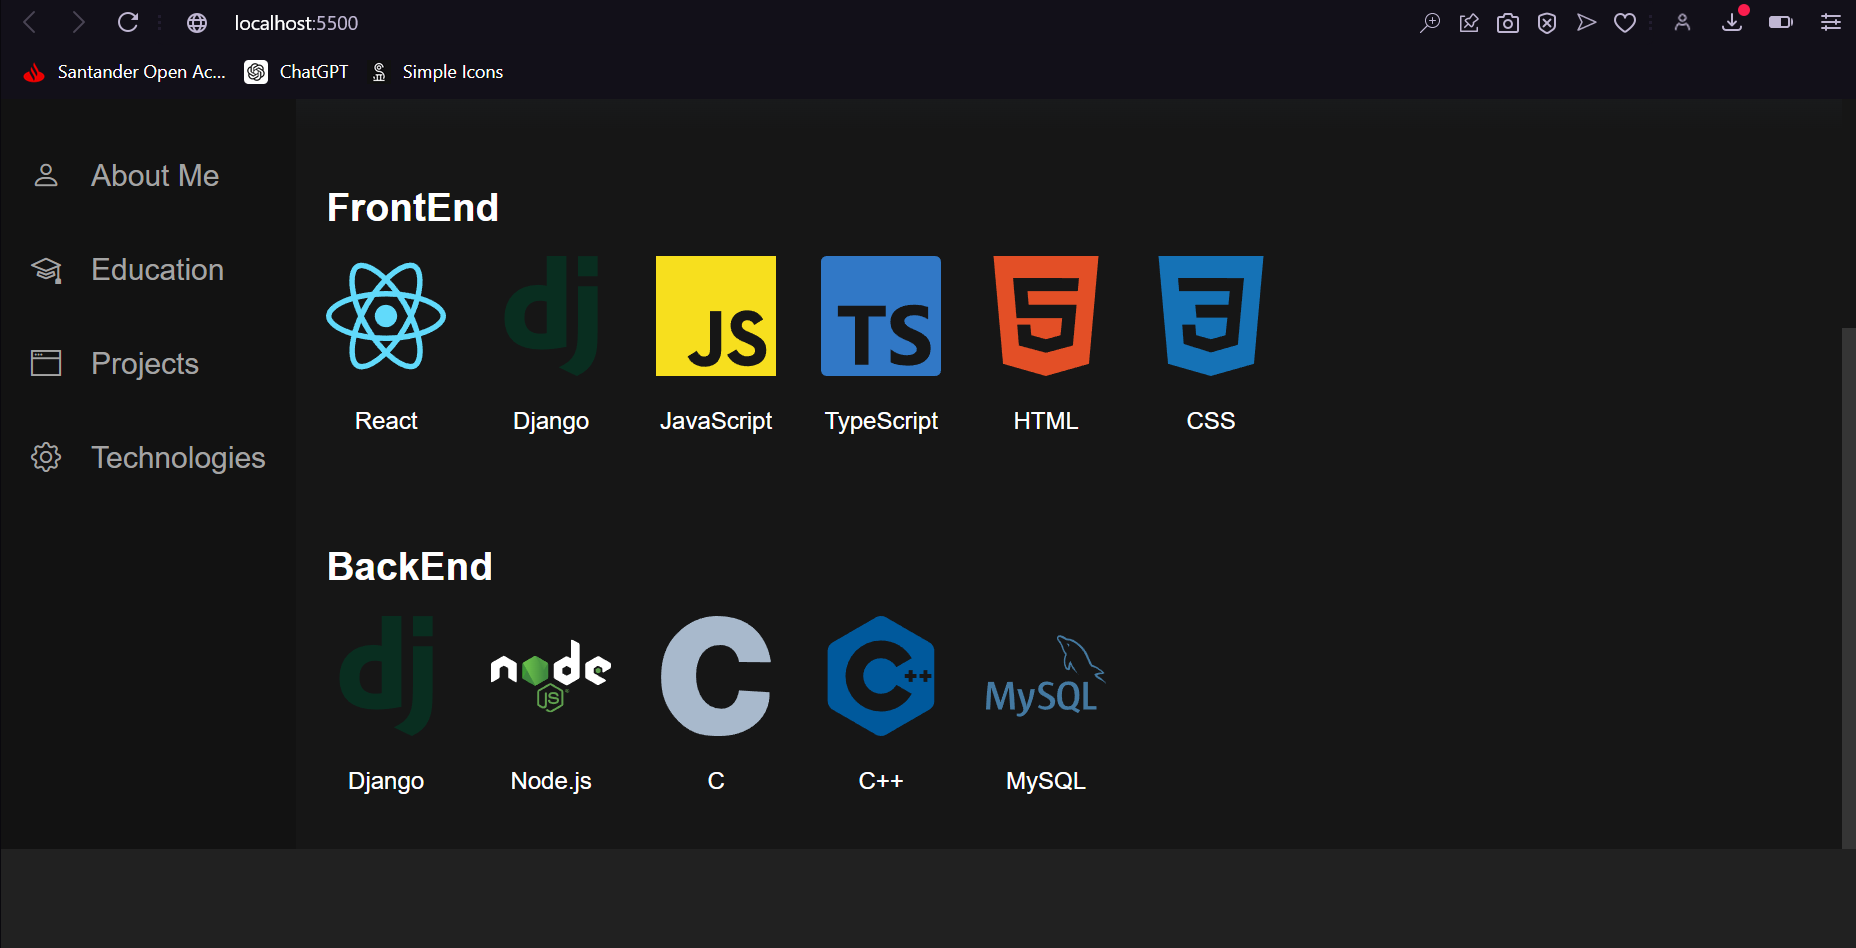 localhost:5500
Santander Open Ac... ChatGPT Simple Icons
About Me
Education
Projects
Technologies
FrontEnd
dj JS TS 5 3
React Django JavaScript TypeScript HTML CSS
BackEnd
dj node JS C C++ MySQL
Django Node.js C C++ MySQL